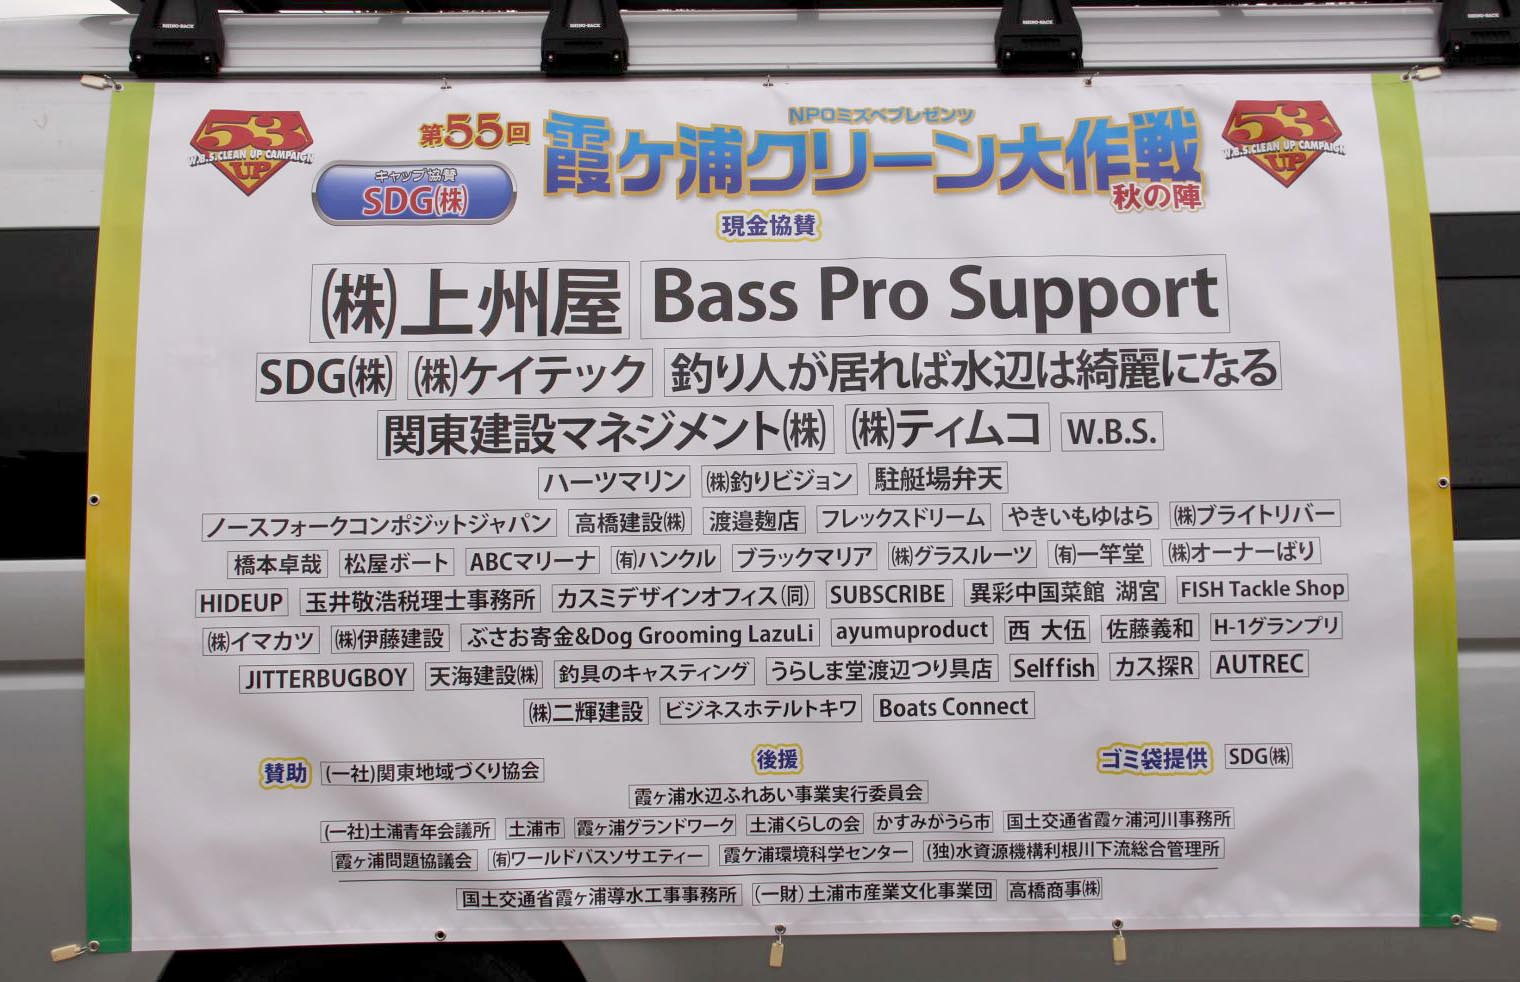 RHINO-RACK RHINO-RACK RHINO-RACK RHINO-RACK
53 UP W.B.S.CLEAN UP CAMPAIGN
第55回
NPOミズベプレゼンツ
霞ヶ浦クリーン大作戦
秋の陣
53 UP W.B.S.CLEAN UP CAMPAIGN
キャップ協賛
SDG㈱
現金協賛
㈱上州屋 Bass Pro Support
SDG㈱ ㈱ケイテック 釣り人が居れば水辺は綺麗になる
関東建設マネジメント㈱ ㈱ティムコ W.B.S.
ハーツマリン ㈱釣りビジョン 駐艇場弁天
ノースフォークコンポジットジャパン 高橋建設㈱ 渡邉麹店 フレックスドリーム やきいもゆはら ㈱ブライトリバー
橋本卓哉 松屋ボート ABCマリーナ ㈲ハンクル ブラックマリア ㈱グラスルーツ ㈲一竿堂 ㈱オーナーばり
HIDEUP 玉井敬浩税理士事務所 カスミデザインオフィス(同) SUBSCRIBE 異彩中国菜館 湖宮 FISH Tackle Shop
㈱イマカツ ㈱伊藤建設 ぶさお寄金&Dog Grooming LazuLi ayumuproduct 西 大伍 佐藤義和 H-1グランプリ
JITTERBUGBOY 天海建設㈱ 釣具のキャスティング うらしま堂渡辺つり具店 Selffish カス探R AUTREC
㈱二輝建設 ビジネスホテルトキワ Boats Connect
賛助 (一社)関東地域づくり協会
後援
ゴミ袋提供 SDG㈱
霞ヶ浦水辺ふれあい事業実行委員会
(一社)土浦青年会議所 土浦市 霞ヶ浦グランドワーク 土浦くらしの会 かすみがうら市 国土交通省霞ヶ浦河川事務所
霞ヶ浦問題協議会 ㈲ワールドバスソサエティー 霞ケ浦環境科学センター (独)水資源機構利根川下流総合管理所
国土交通省霞ヶ浦導水工事事務所 (一財)土浦市産業文化事業団 高橋商事㈱